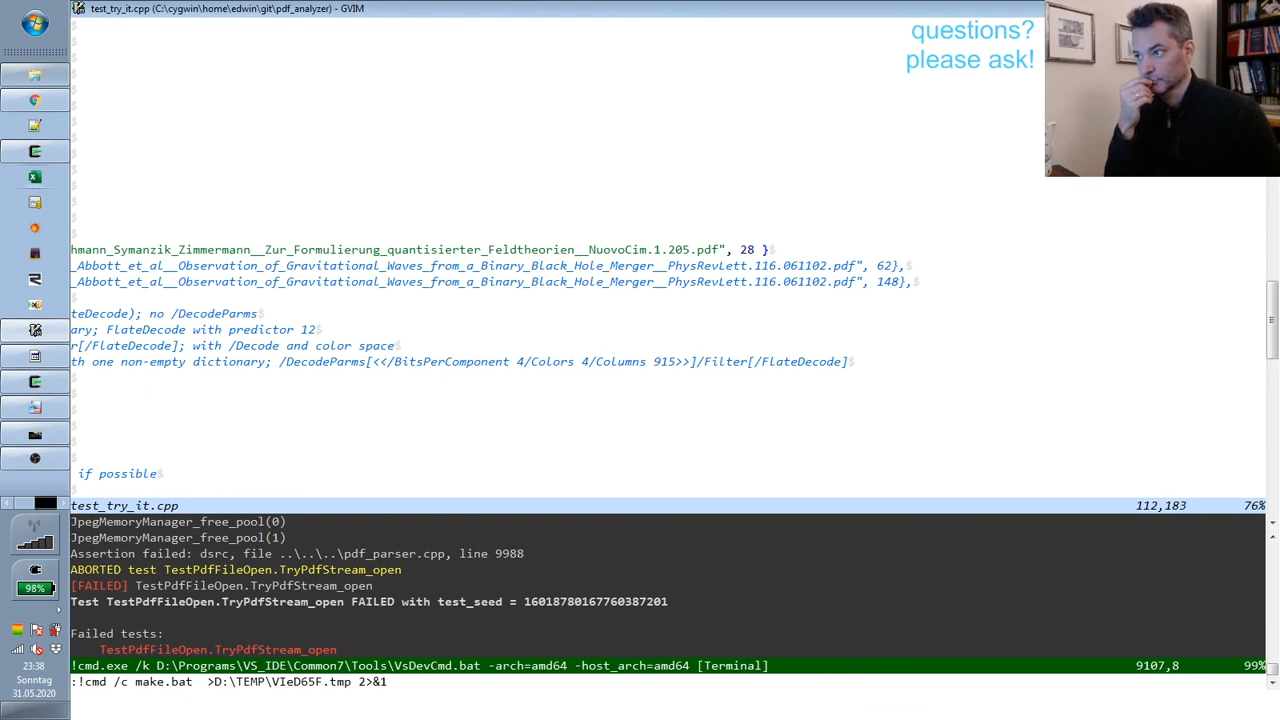 test_try_it.cpp (C:\cygwin\home\edwin\git\pdf_analyzer) - GVIM
questions?
please ask!
$
$
$
$
$
$
$
$
$
$
$
$
$
$
hmann_Symanzik_Zimmermann__Zur_Formulierung_quantisierter_Feldtheorien__NuovoCim.1.205.pdf", 28 }$
_Abbott_et_al__Observation_of_Gravitational_Waves_from_a_Binary_Black_Hole_Merger__PhysRevLett.116.061102.pdf", 62},$
_Abbott_et_al__Observation_of_Gravitational_Waves_from_a_Binary_Black_Hole_Merger__PhysRevLett.116.061102.pdf", 148},$
$
teDecode); no /DecodeParms$
ary; FlateDecode with predictor 12$
r[/FlateDecode]; with /Decode and color space$
th one non-empty dictionary; /DecodeParms[<</BitsPerComponent 4/Colors 4/Columns 915>>]/Filter[/FlateDecode]$
$
$
$
$
$
$
if possible$
$
test_try_it.cpp 112,183 76%
JpegMemoryManager_free_pool(0)
JpegMemoryManager_free_pool(1)
Assertion failed: dsrc, file ..\..\..\pdf_parser.cpp, line 9988
ABORTED test TestPdfFileOpen.TryPdfStream_open
[FAILED] TestPdfFileOpen.TryPdfStream_open
Test TestPdfFileOpen.TryPdfStream_open FAILED with test_seed = 16018780167760387201
Failed tests:
TestPdfFileOpen.TryPdfStream_open
!cmd.exe /k D:\Programs\VS_IDE\Common7\Tools\VsDevCmd.bat -arch=amd64 -host_arch=amd64 [Terminal] 9107,8 99%
:!cmd /c make.bat >D:\TEMP\VIeD65F.tmp 2>&1
98%
23:38
Sonntag
31.05.2020